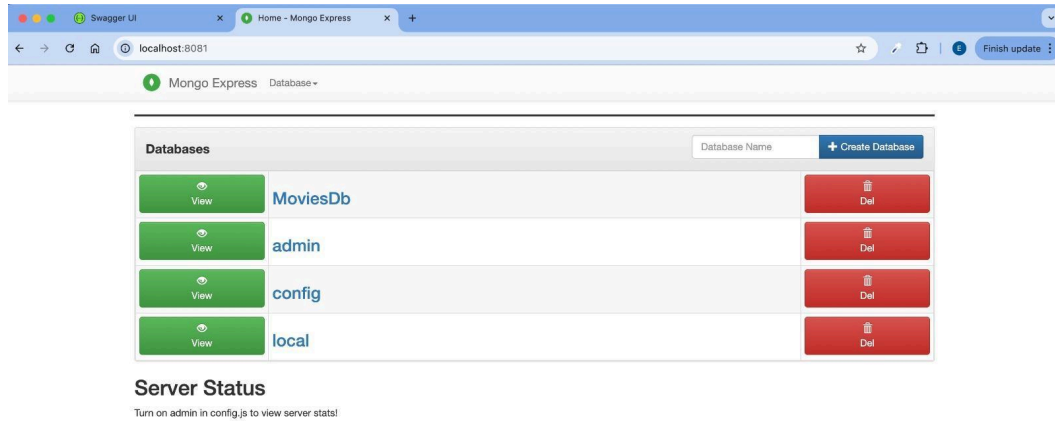 Swagger UI
Home - Mongo Express
localhost:8081
E
Finish update
Mongo Express Database
Databases
Database Name
Create Database
View
MoviesDb
Del
View
admin
Del
View
config
Del
View
local
Del
Server Status
Turn on admin in config.js to view server stats!